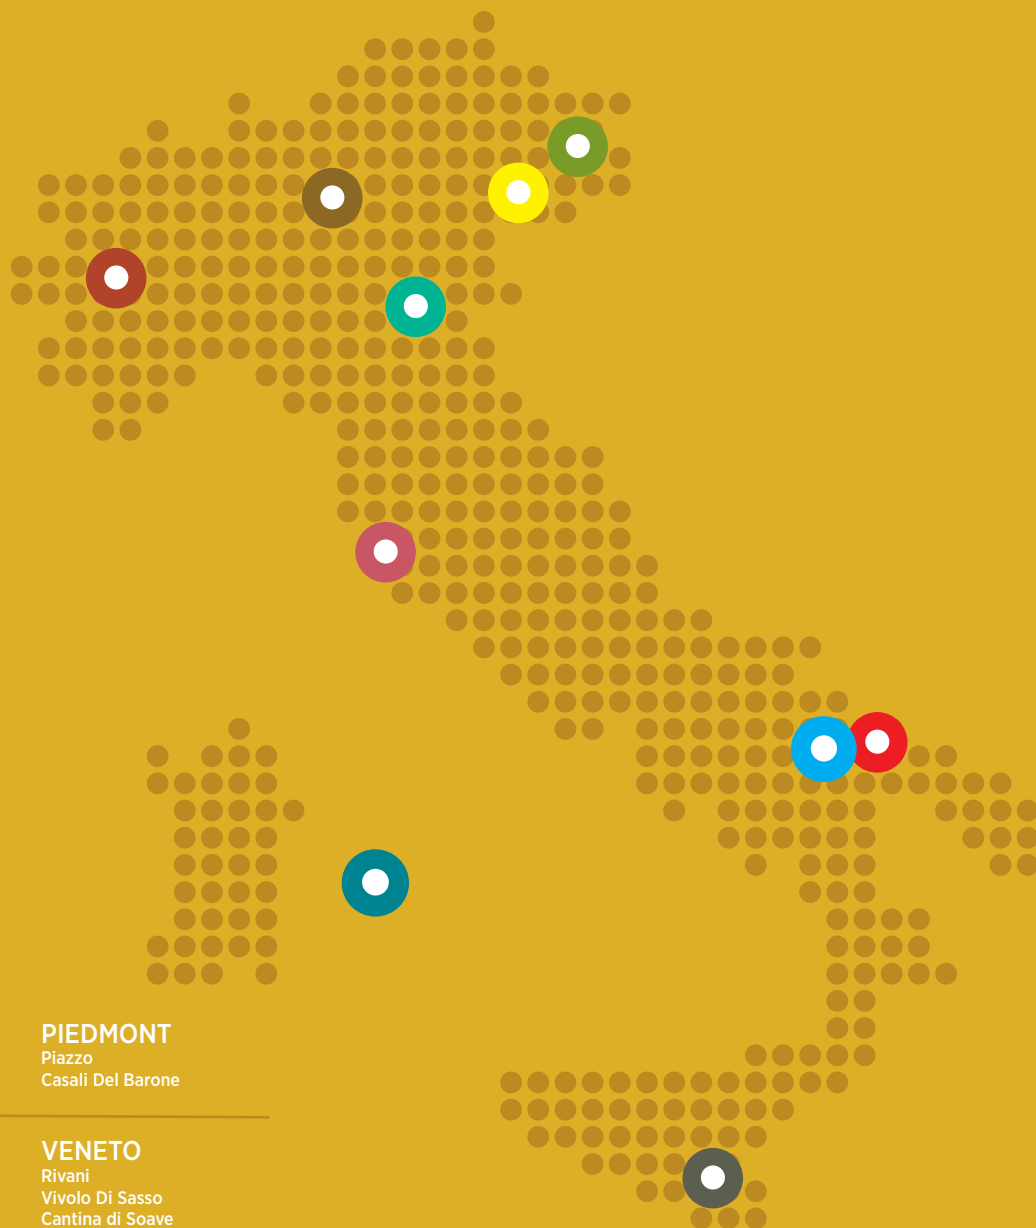 PIEDMONT
Piazzo
Casali Del Barone
VENETO
Rivani
Vivolo Di Sasso
Cantina di Soave